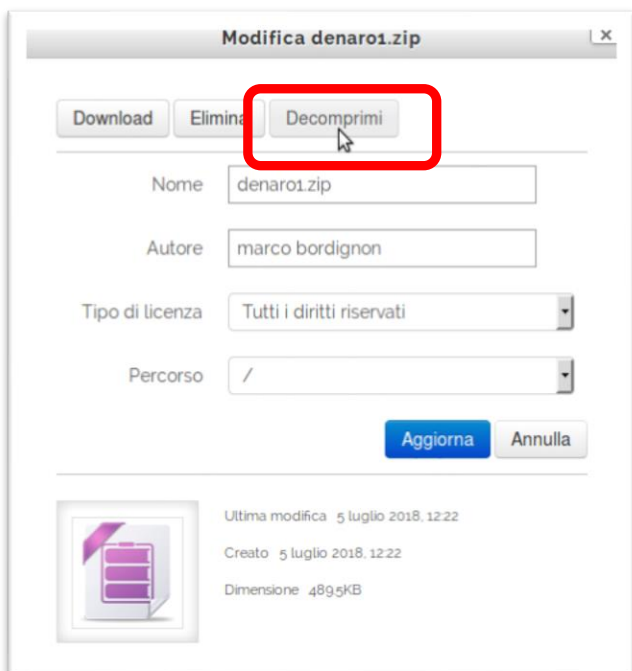 Modifica denaro1.zip
Download Elimina Decomprimi
Nome denaro1.zip
Autore marco bordignon
Tipo di licenza Tutti i diritti riservati
Percorso /
Aggiorna Annulla
Ultima modifica 5 luglio 2018, 12:22
Creato 5 luglio 2018, 12:22
Dimensione 489.5KB